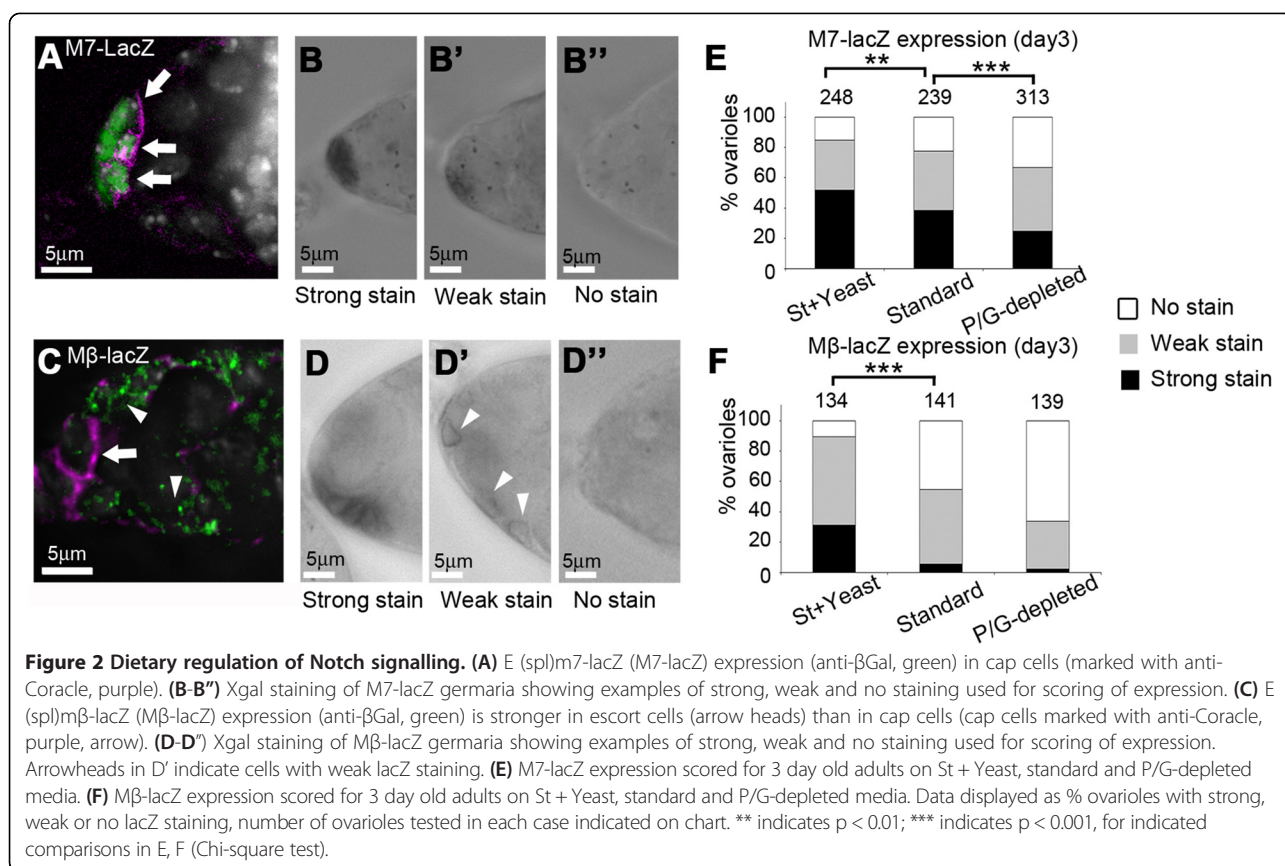 A M7-LacZ
5μm
B
B'
B''
5μm
5μm
5μm
Strong stain
Weak stain
No stain
C Mβ-lacZ
5μm
D
D'
D''
5μm
5μm
5μm
Strong stain
Weak stain
No stain
E
M7-lacZ expression (day3)
**
***
248
239
313
100
80
60
40
20
0
% ovarioles
St+Yeast
Standard
P/G-depleted
No stain
Weak stain
Strong stain
F
Mβ-lacZ expression (day3)
***
134
141
139
100
80
60
40
20
0
% ovarioles
St+Yeast
Standard
P/G-depleted
Figure 2 Dietary regulation of Notch signalling. (A) E (spl)m7-lacZ (M7-lacZ) expression (anti-βGal, green) in cap cells (marked with anti-
Coracle, purple). (B-B”) Xgal staining of M7-lacZ germaria showing examples of strong, weak and no staining used for scoring of expression. (C) E
(spl)mβ-lacZ (Mβ-lacZ) expression (anti-βGal, green) is stronger in escort cells (arrow heads) than in cap cells (cap cells marked with anti-Coracle,
purple, arrow). (D-D”) Xgal staining of Mβ-lacZ germaria showing examples of strong, weak and no staining used for scoring of expression.
Arrowheads in D’ indicate cells with weak lacZ staining. (E) M7-lacZ expression scored for 3 day old adults on St + Yeast, standard and P/G-depleted
media. (F) Mβ-lacZ expression scored for 3 day old adults on St + Yeast, standard and P/G-depleted media. Data displayed as % ovarioles with strong,
weak or no lacZ staining, number of ovarioles tested in each case indicated on chart. ** indicates p < 0.01; *** indicates p < 0.001, for indicated
comparisons in E, F (Chi-square test).